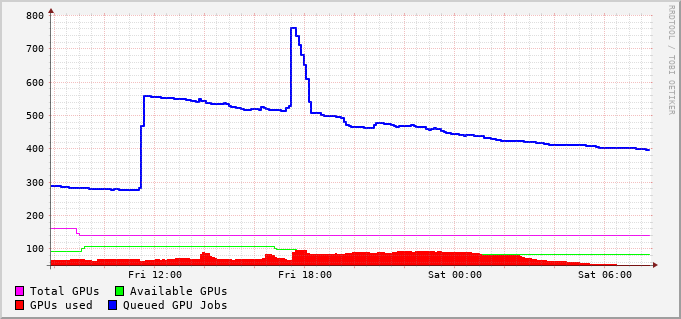 800
700
600
500
400
300
200
100
Fri 12:00 Fri 18:00 Sat 00:00 Sat 06:00
Total GPUs Available GPUs
GPUs used Queued GPU Jobs
RRDTOOL / TOBI OETIKER